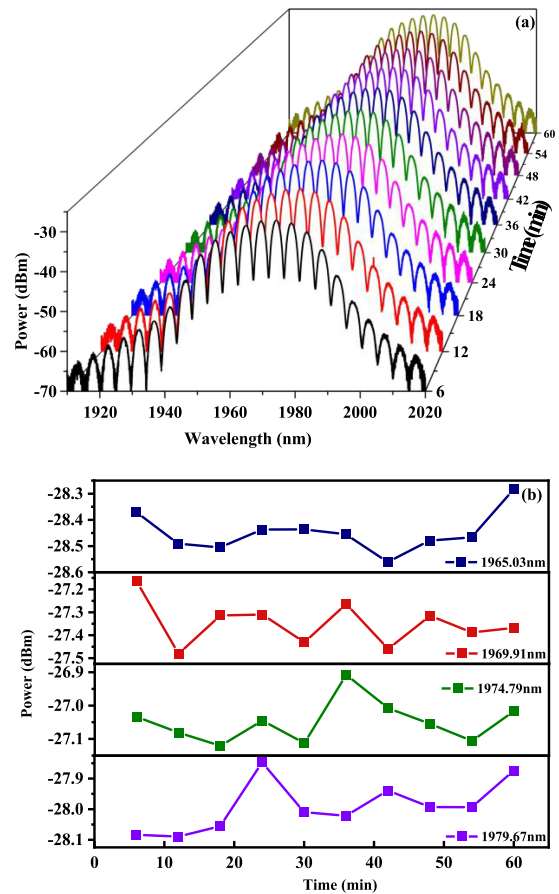 (a)
-30
-40
-50
-60
-70
Power (dBm)
1920 1940 1960 1980 2000 2020
Wavelength (nm)
6
12
18
24
30
36
42
48
54
60
Time (min)
(b)
-28.3
-28.4
-28.5
-28.6
1965.03nm
-27.2
-27.3
-27.4
-27.5
1969.91nm
-26.9
-27.0
-27.1
1974.79nm
-27.9
-28.0
-28.1
1979.67nm
Power (dBm)
0 10 20 30 40 50 60
Time (min)